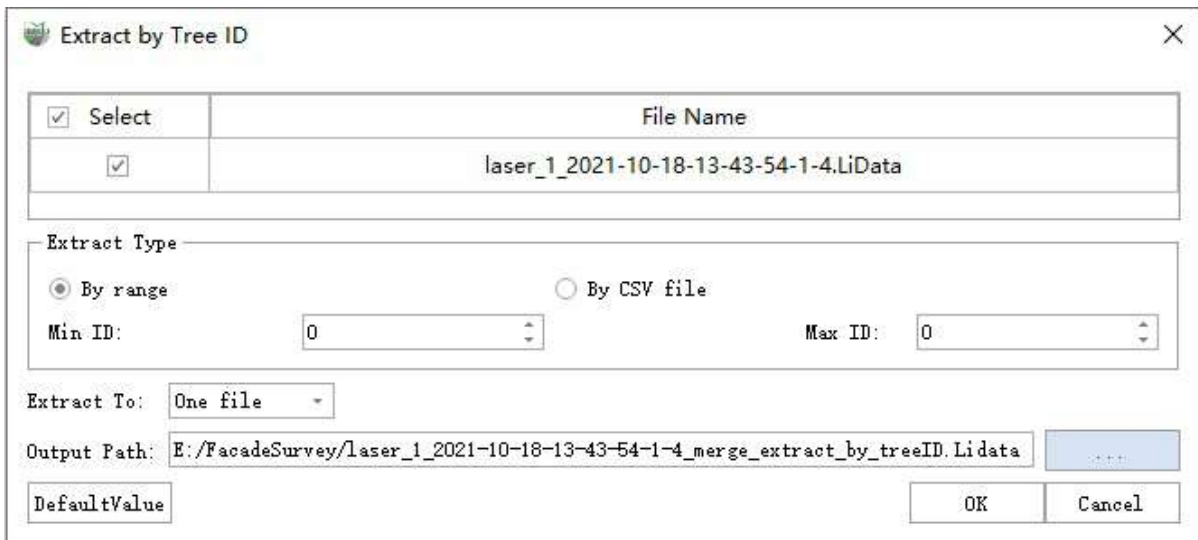 Extract by Tree ID
Select File Name
laser_1_2021-10-18-13-43-54-1-4.LiData
Extract Type
By range By CSV file
Min ID: 0 Max ID: 0
Extract To: One file
Output Path: E:/FacadeSurvey/laser_1_2021-10-18-13-43-54-1-4_merge_extract_by_treeID.Lidata ...
DefaultValue OK Cancel